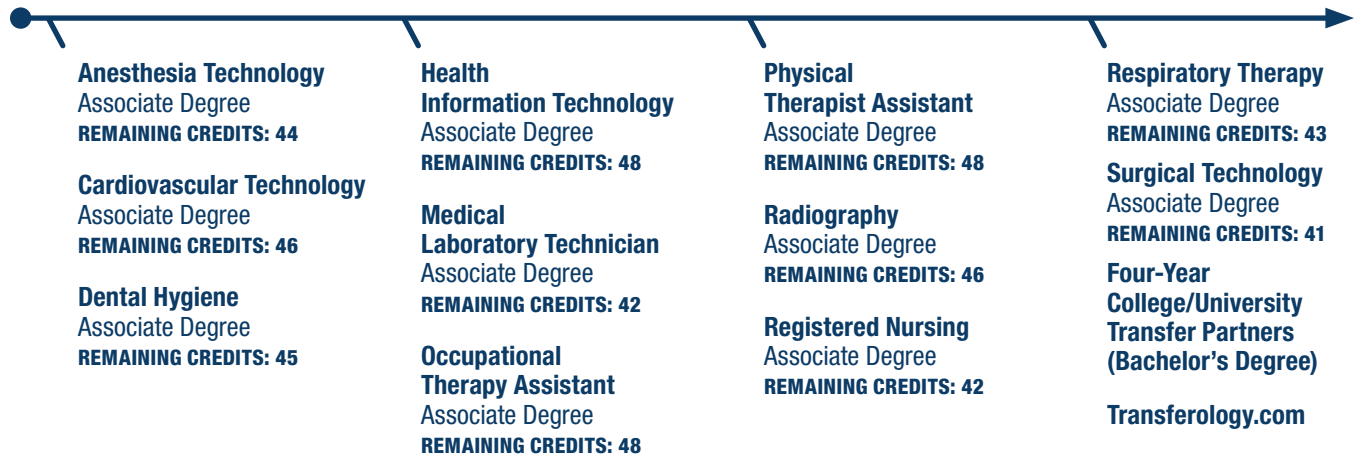 Anesthesia Technology
Associate Degree
REMAINING CREDITS: 44
Cardiovascular Technology
Associate Degree
REMAINING CREDITS: 46
Dental Hygiene
Associate Degree
REMAINING CREDITS: 45
Health
Information Technology
Associate Degree
REMAINING CREDITS: 48
Medical
Laboratory Technician
Associate Degree
REMAINING CREDITS: 42
Occupational
Therapy Assistant
Associate Degree
REMAINING CREDITS: 48
Physical
Therapist Assistant
Associate Degree
REMAINING CREDITS: 48
Radiography
Associate Degree
REMAINING CREDITS: 46
Registered Nursing
Associate Degree
REMAINING CREDITS: 42
Respiratory Therapy
Associate Degree
REMAINING CREDITS: 43
Surgical Technology
Associate Degree
REMAINING CREDITS: 41
Four-Year
College/University
Transfer Partners
(Bachelor’s Degree)
Transferology.com